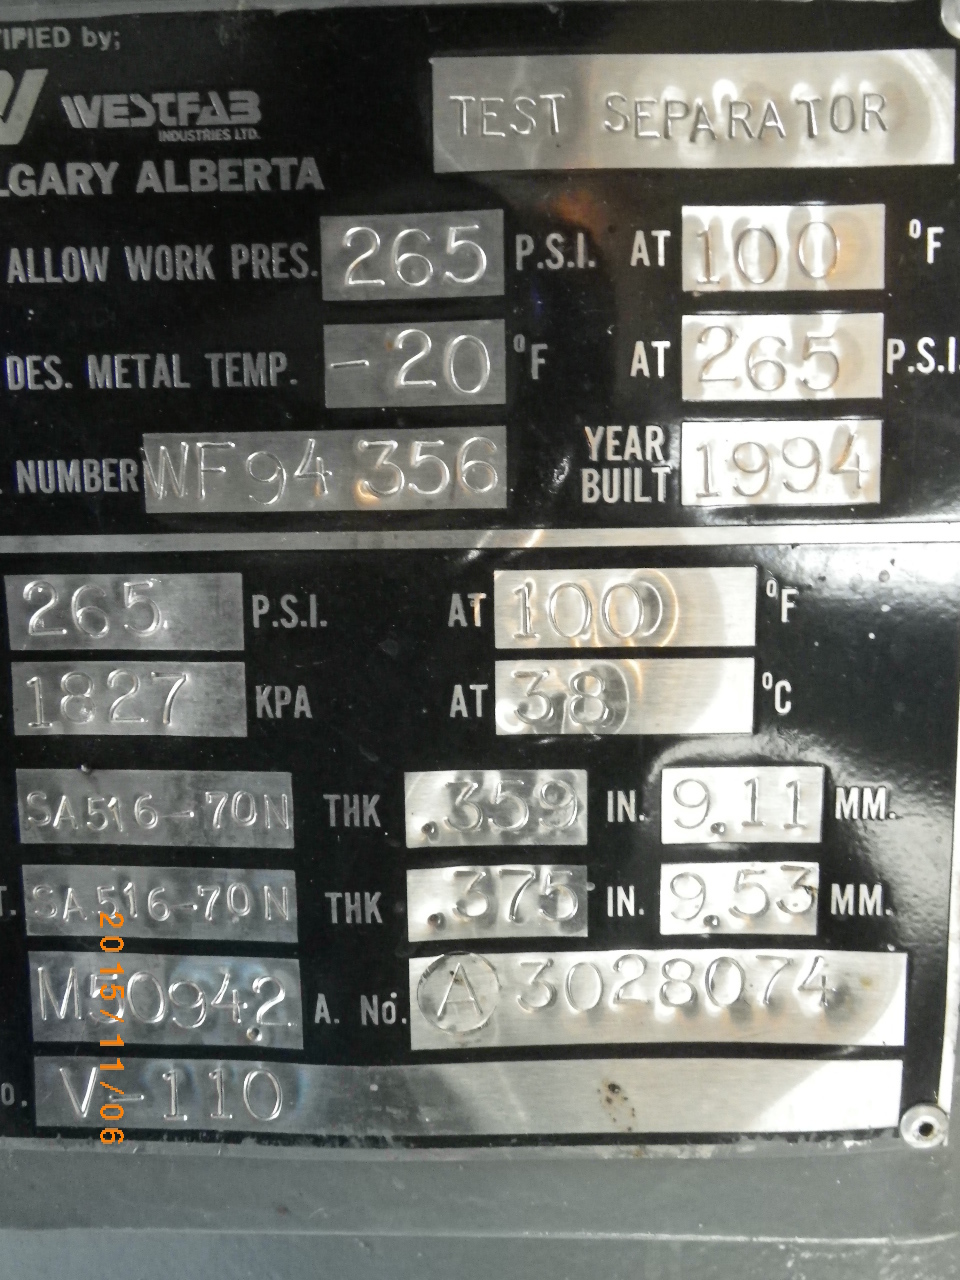 TIFIED by;
WESTFAB
INDUSTRIES LTD.
LGARY ALBERTA
TEST SEPARATOR
ALLOW WORK PRES. 265 P.S.I. AT 100 °F
DES. METAL TEMP. -20 °F AT 265 P.S.I.
NUMBER WF94 356 YEAR BUILT 1994
265 P.S.I. AT 100 °F
1827 KPA AT 38 °C
SA516-70N THK .359 IN. 9.11 MM.
T. SA516-70N THK .375 IN. 9.53 MM.
M5094.2 A. No. A 3028074
O. V-110
2015/11/06